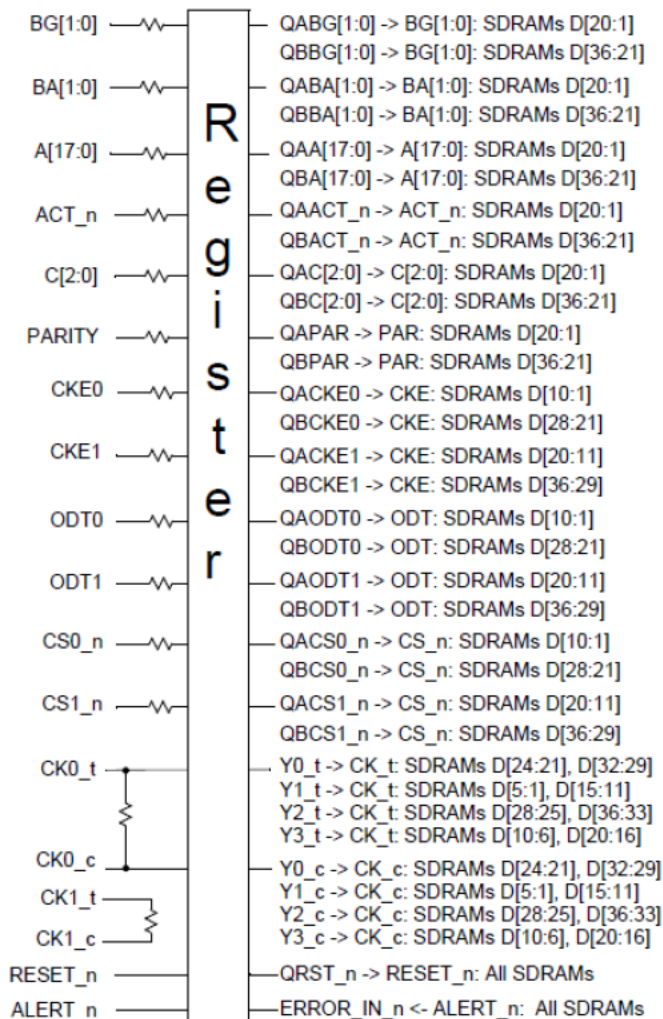 BG[1:0]
QABG[1:0] -> BG[1:0]: SDRAMs D[20:1]
QBBG[1:0] -> BG[1:0]: SDRAMs D[36:21]
BA[1:0]
QABA[1:0] -> BA[1:0]: SDRAMs D[20:1]
QBBA[1:0] -> BA[1:0]: SDRAMs D[36:21]
A[17:0]
QAA[17:0] -> A[17:0]: SDRAMs D[20:1]
QBA[17:0] -> A[17:0]: SDRAMs D[36:21]
ACT_n
QAACT_n -> ACT_n: SDRAMs D[20:1]
QBACT_n -> ACT_n: SDRAMs D[36:21]
C[2:0]
QAC[2:0] -> C[2:0]: SDRAMs D[20:1]
QBC[2:0] -> C[2:0]: SDRAMs D[36:21]
PARITY
QAPAR -> PAR: SDRAMs D[20:1]
QBPAR -> PAR: SDRAMs D[36:21]
CKE0
QACKE0 -> CKE: SDRAMs D[10:1]
QBCKE0 -> CKE: SDRAMs D[28:21]
CKE1
QACKE1 -> CKE: SDRAMs D[20:11]
QBCKE1 -> CKE: SDRAMs D[36:29]
ODT0
QAODT0 -> ODT: SDRAMs D[10:1]
QBODT0 -> ODT: SDRAMs D[28:21]
ODT1
QAODT1 -> ODT: SDRAMs D[20:11]
QBODT1 -> ODT: SDRAMs D[36:29]
CS0_n
QACS0_n -> CS_n: SDRAMs D[10:1]
QBCS0_n -> CS_n: SDRAMs D[28:21]
CS1_n
QACS1_n -> CS_n: SDRAMs D[20:11]
QBCS1_n -> CS_n: SDRAMs D[36:29]
CK0_t
Y0_t -> CK_t: SDRAMs D[24:21], D[32:29]
Y1_t -> CK_t: SDRAMs D[5:1], D[15:11]
Y2_t -> CK_t: SDRAMs D[28:25], D[36:33]
Y3_t -> CK_t: SDRAMs D[10:6], D[20:16]
CK0_c
Y0_c -> CK_c: SDRAMs D[24:21], D[32:29]
Y1_c -> CK_c: SDRAMs D[5:1], D[15:11]
Y2_c -> CK_c: SDRAMs D[28:25], D[36:33]
Y3_c -> CK_c: SDRAMs D[10:6], D[20:16]
CK1_t
CK1_c
RESET_n
QRST_n -> RESET_n: All SDRAMs
ALERT_n
ERROR_IN_n <- ALERT_n: All SDRAMs
Register